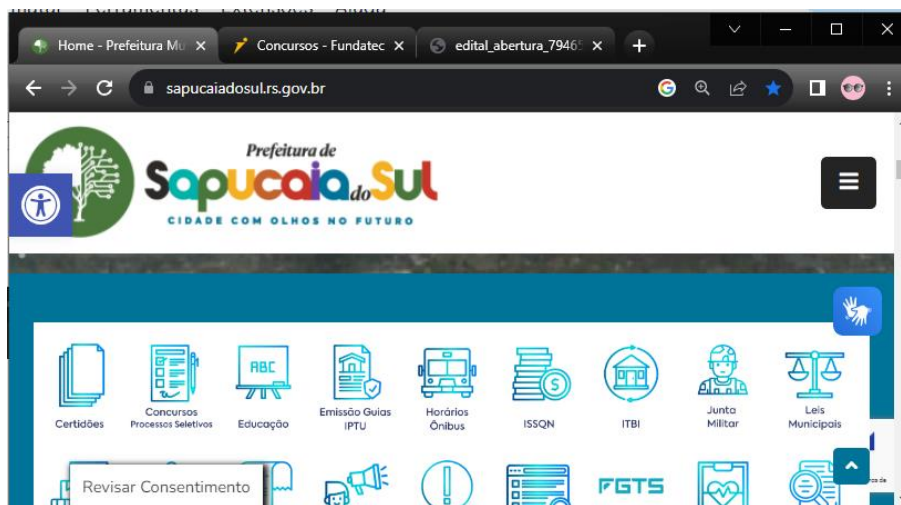 Home - Prefeitura Mu
Concursos - Fundatec
edital_abertura_7946
sapucaiadosul.rs.gov.br
Prefeitura de
Sapucaia do Sul
CIDADE COM OLHOS NO FUTURO
ABC
Certidões
Concursos
Processos Seletivos
Educação
Emissão Guias
IPTU
Horários
Ônibus
ISSQN
ITBI
Junta
Militar
Leis
Municipais
FGTS
Revisar Consentimento